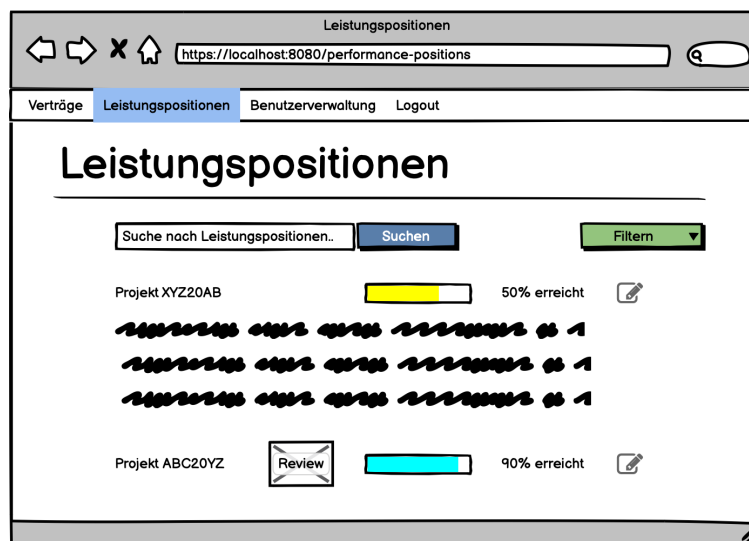 Leistungspositionen
https://localhost:8080/performance-positions
Verträge Leistungspositionen Benutzerverwaltung Logout
Leistungspositionen
Suche nach Leistungspositionen.. Suchen Filtern
Projekt XYZ20AB 50% erreicht
Projekt ABC20YZ Review 90% erreicht